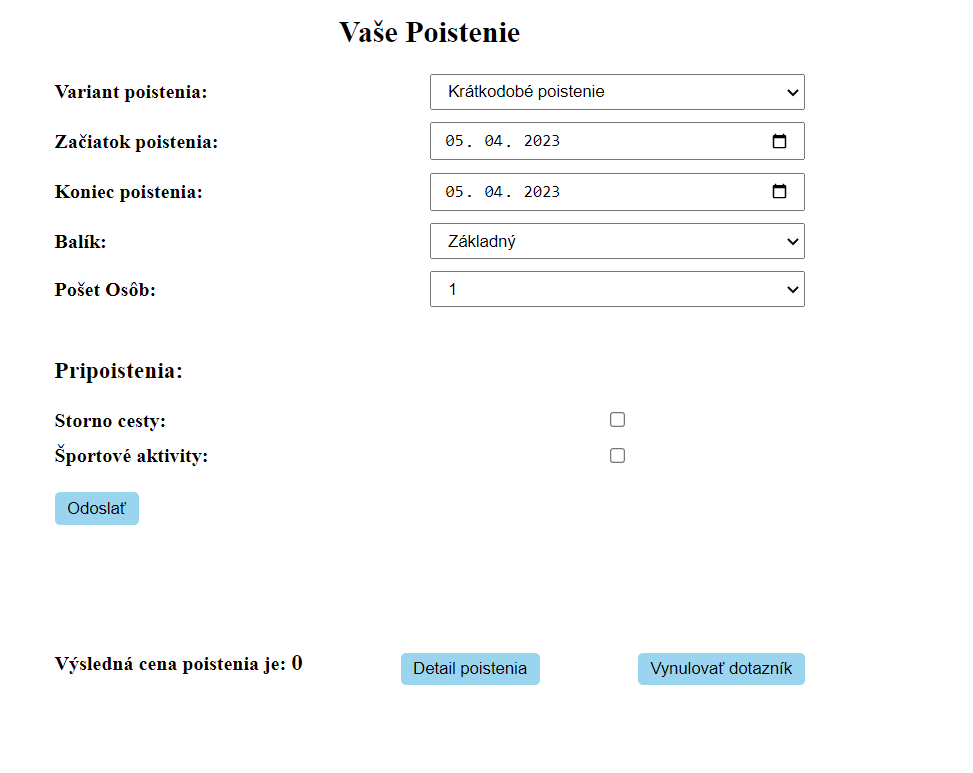 Vaše Poistenie
Variant poistenia: Krátkodobé poistenie
Začiatok poistenia: 05. 04. 2023
Koniec poistenia: 05. 04. 2023
Balík: Základný
Pošet Osôb: 1
Pripoistenia:
Storno cesty:
Športové aktivity:
Odoslať
Výsledná cena poistenia je: 0 Detail poistenia Vynulovať dotazník